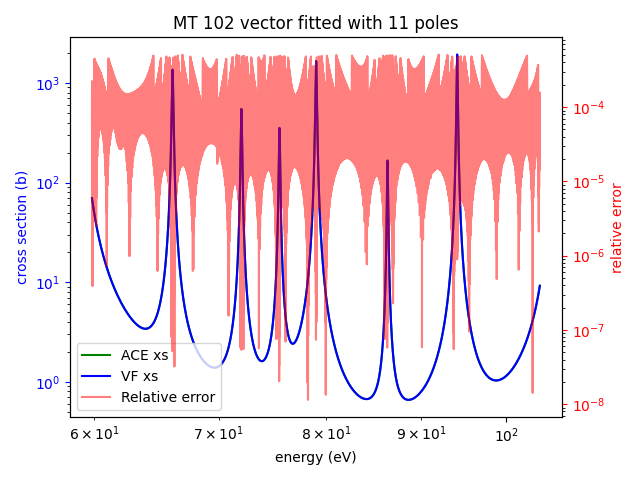 MT 102 vector fitted with 11 poles
10³
10²
10¹
10⁰
cross section (b)
10⁻⁴
10⁻⁵
10⁻⁶
10⁻⁷
10⁻⁸
relative error
ACE xs
VF xs
Relative error
6 × 10¹ 7 × 10¹ 8 × 10¹ 9 × 10¹ 10²
energy (eV)